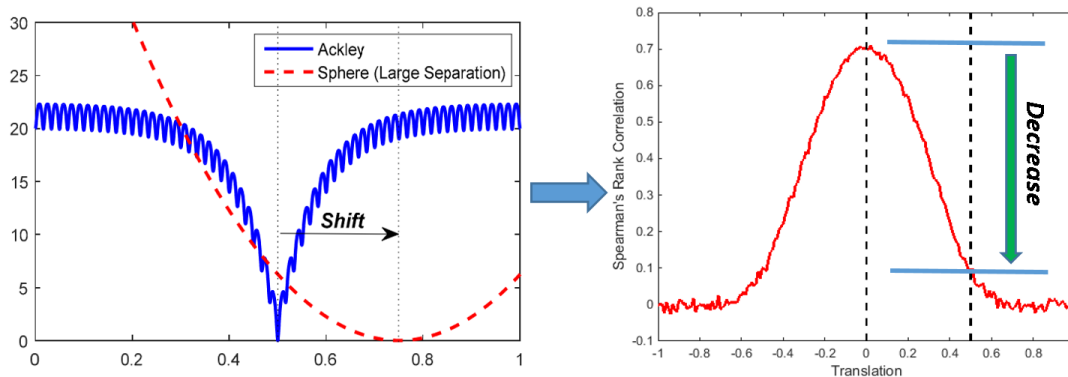 30
25
20
15
10
5
0
0 0.2 0.4 0.6 0.8 1
Ackley
Sphere (Large Separation)
Shift
Spearman's Rank Correlation
0.8
0.7
0.6
0.5
0.4
0.3
0.2
0.1
0
-0.1
-1 -0.8 -0.6 -0.4 -0.2 0 0.2 0.4 0.6 0.8
Translation
Decrease